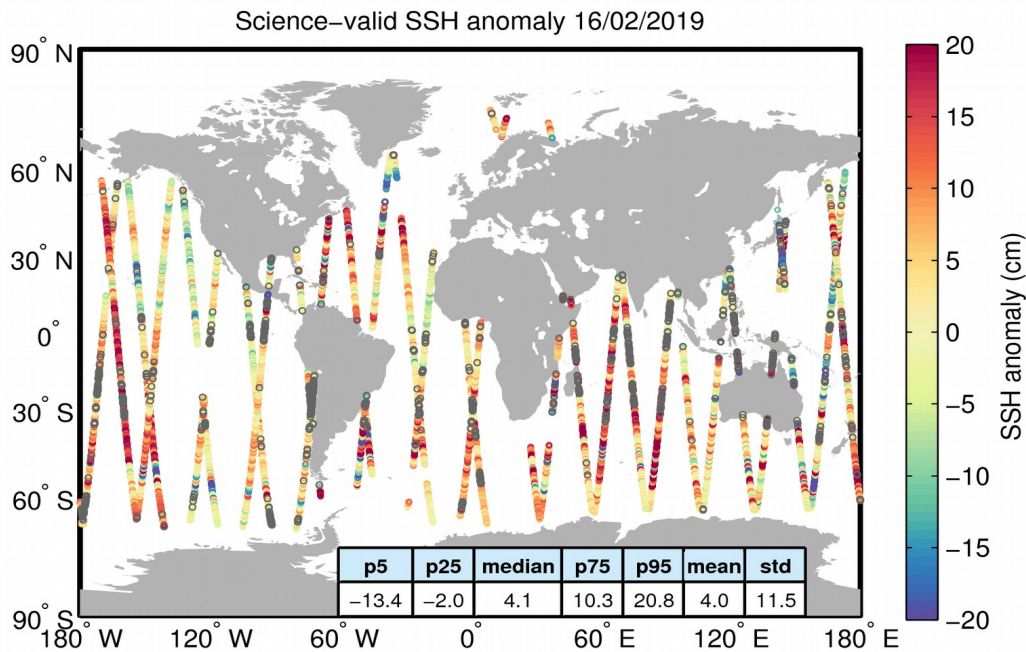 Science−valid SSH anomaly 16/02/2019
90° N
60° N
30° N
0°
30° S
60° S
90° S
180° W
120° W
60° W
0°
60° E
120° E
180° E
p5 p25 median p75 p95 mean std
−13.4 −2.0 4.1 10.3 20.8 4.0 11.5
20
15
10
5
0
−5
−10
−15
−20
SSH anomaly (cm)